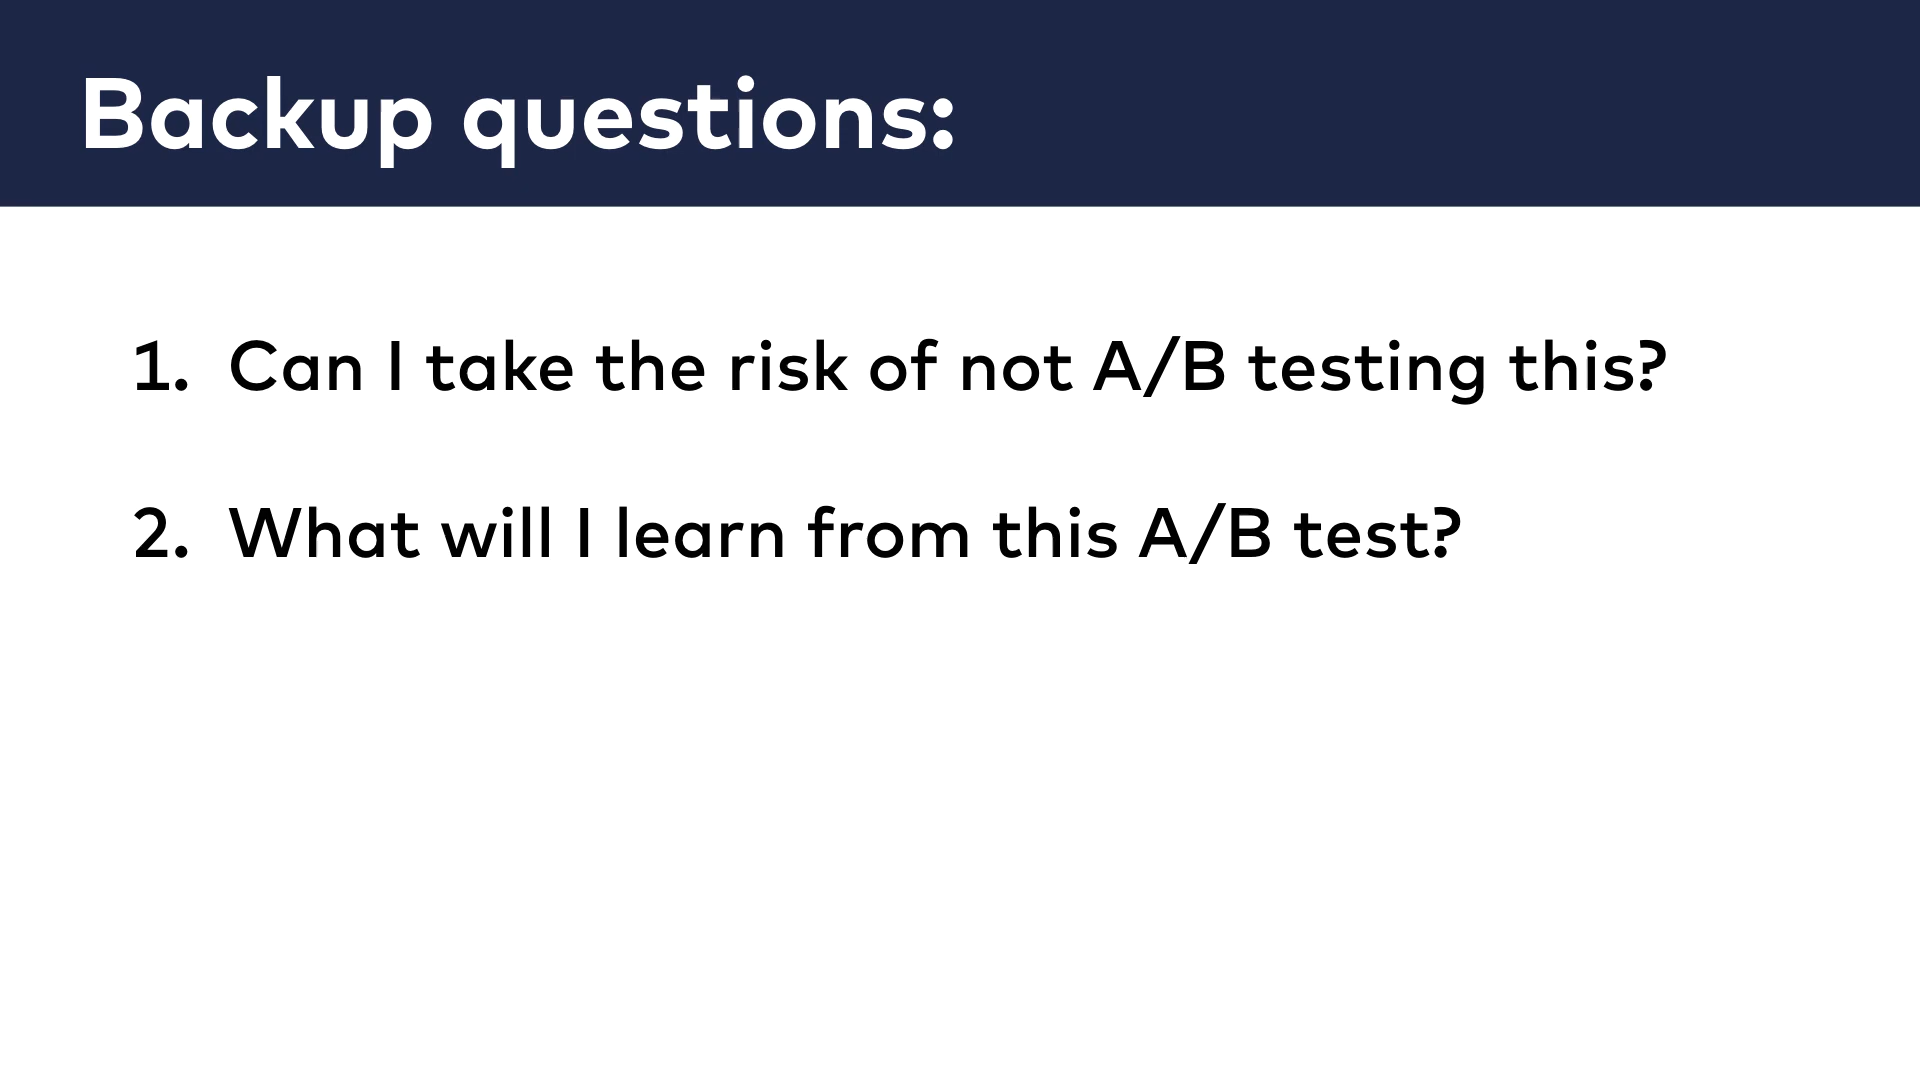 Backup questions:
1. Can I take the risk of not A/B testing this?
2. What will I learn from this A/B test?